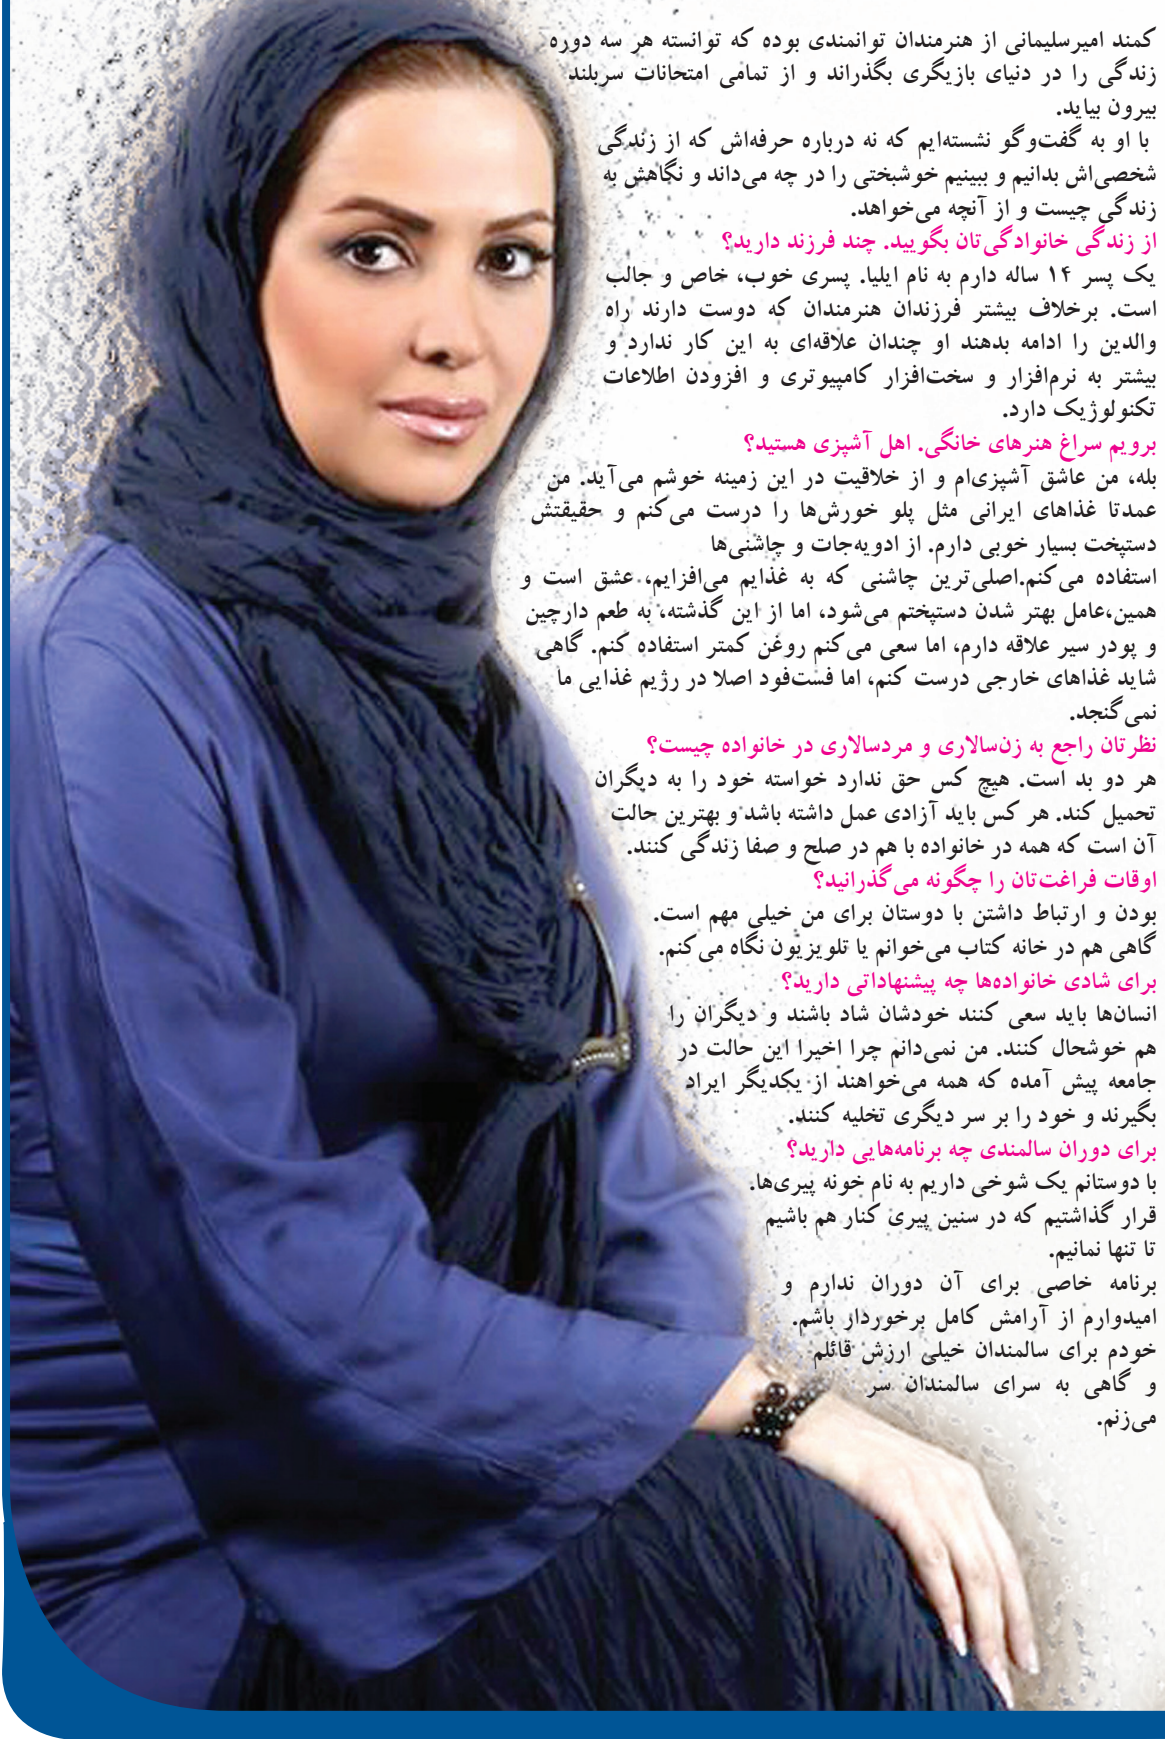 کمند امیرسلیمانی از هنرمندان توانمندی بوده که توانسته هر سه دوره
زندگی را در دنیای بازیگری بگذراند و از تمامی امتحانات سربلند
بیرون بیاید.
با او به گفت‌وگو نشسته‌ایم که نه درباره حرفه‌اش که از زندگی
شخصی‌اش بدانیم و ببینیم خوشبختی را در چه می‌داند و نگاهش به
زندگی چیست و از آنچه می‌خواهد.
از زندگی خانوادگی‌تان بگویید. چند فرزند دارید؟
یک پسر ۱۴ ساله دارم به نام ایلیا. پسری خوب، خاص و جالب
است. برخلاف بیشتر فرزندان هنرمندان که دوست دارند راه
والدین را ادامه بدهند او چندان علاقه‌ای به این کار ندارد و
بیشتر به نرم‌افزار و سخت‌افزار کامپیوتری و افزودن اطلاعات
تکنولوژیک دارد.
برویم سراغ هنرهای خانگی. اهل آشپزی هستید؟
بله، من عاشق آشپزی‌ام و از خلاقیت در این زمینه خوشم می‌آید. من
عمدتا غذاهای ایرانی مثل پلو خورش‌ها را درست می‌کنم و حقیقتش
دستپخت بسیار خوبی دارم. از ادویه‌جات و چاشنی‌ها
استفاده می‌کنم.اصلی‌ترین چاشنی که به غذایم می‌افزایم، عشق است و
همین،عامل بهتر شدن دستپختم می‌شود، اما از این گذشته، به طعم دارچین
و پودر سیر علاقه دارم، اما سعی می‌کنم روغن کمتر استفاده کنم. گاهی
شاید غذاهای خارجی درست کنم، اما فست‌فود اصلا در رژیم غذایی ما
نمی‌گنجد.
نظرتان راجع به زن‌سالاری و مردسالاری در خانواده چیست؟
هر دو بد است. هیچ کس حق ندارد خواسته خود را به دیگران
تحمیل کند. هر کس باید آزادی عمل داشته باشد و بهترین حالت
آن است که همه در خانواده با هم در صلح و صفا زندگی کنند.
اوقات فراغت‌تان را چگونه می‌گذرانید؟
بودن و ارتباط داشتن با دوستان برای من خیلی مهم است.
گاهی هم در خانه کتاب می‌خوانم یا تلویزیون نگاه می‌کنم.
برای شادی خانواده‌ها چه پیشنهاداتی دارید؟
انسان‌ها باید سعی کنند خودشان شاد باشند و دیگران را
هم خوشحال کنند. من نمی‌دانم چرا اخیرا این حالت در
جامعه پیش آمده که همه می‌خواهند از یکدیگر ایراد
بگیرند و خود را بر سر دیگری تخلیه کنند.
برای دوران سالمندی چه برنامه‌هایی دارید؟
با دوستانم یک شوخی داریم به نام خونه پیری‌ها.
قرار گذاشتیم که در سنین پیری کنار هم باشیم
تا تنها نمانیم.
برنامه خاصی برای آن دوران ندارم و
امیدوارم از آرامش کامل برخوردار باشم.
خودم برای سالمندان خیلی ارزش قائلم
و گاهی به سرای سالمندان سر
می‌زنم.